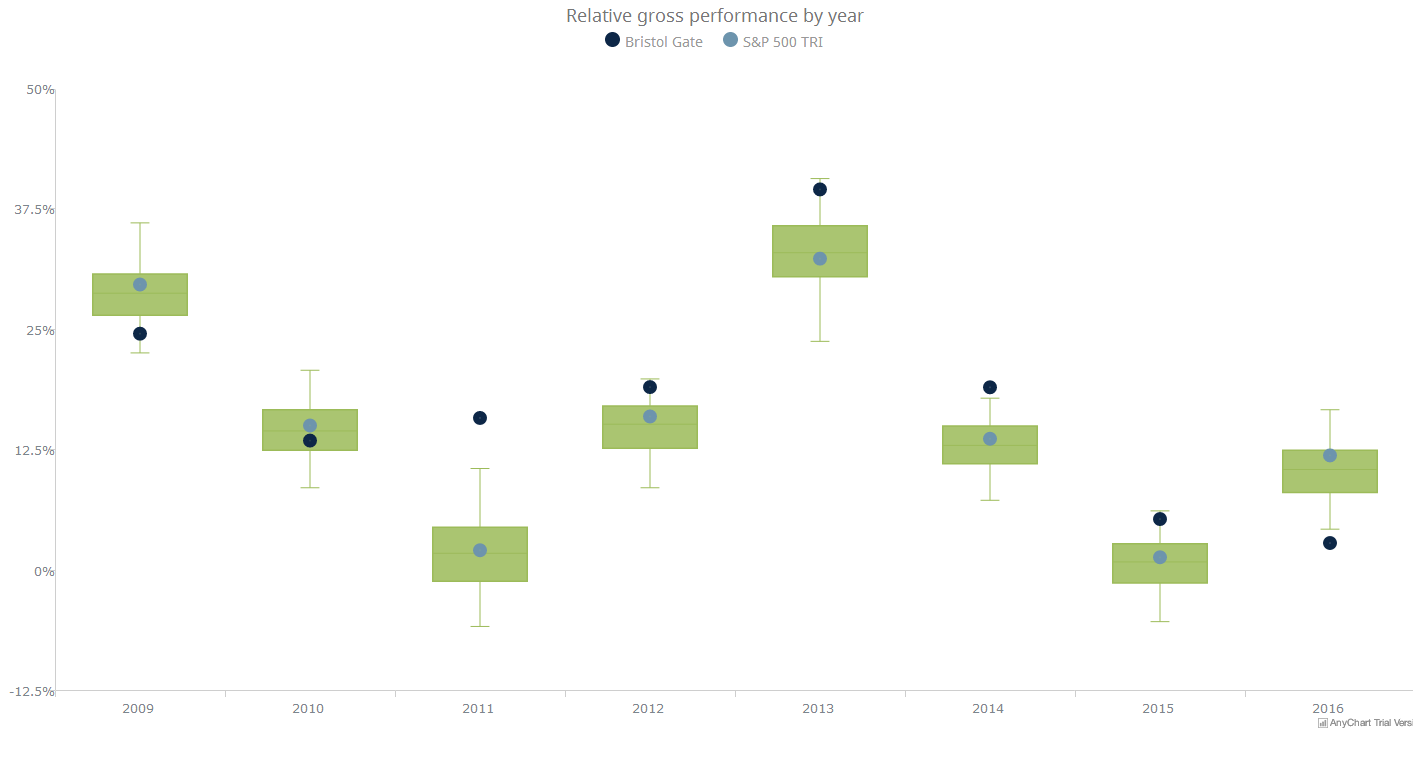 Relative gross performance by year
Bristol Gate S&P 500 TRI
50%
37.5%
25%
12.5%
0%
-12.5%
2009 2010 2011 2012 2013 2014 2015 2016
AnyChart Trial Versi